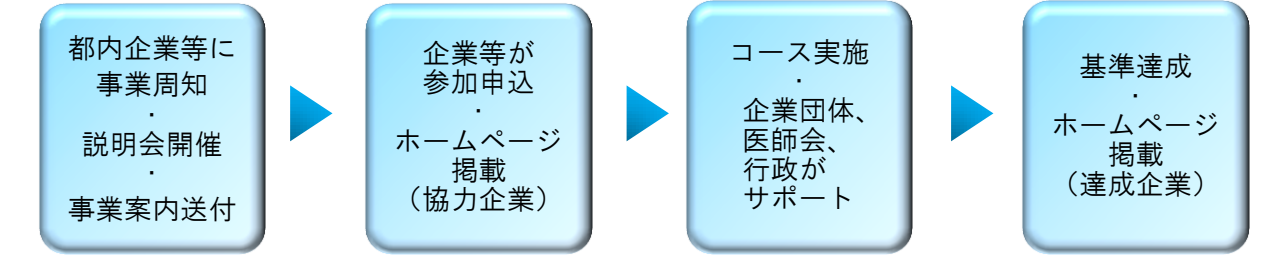 都内企業等に
事業周知
・
説明会開催
・
事業案内送付
企業等が
参加申込
・
ホームページ
掲載
（協力企業）
コース実施
・
企業団体、
医師会、
行政が
サポート
基準達成
・
ホームページ
掲載
（達成企業）